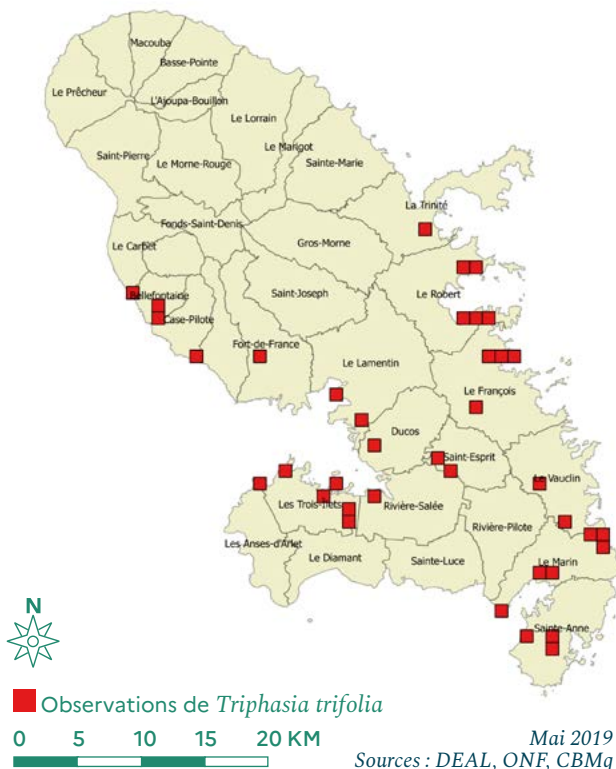 Macouba
Basse-Pointe
Le Prêcheur
L'Ajoupa-Bouillon
Le Lorrain
Le Marigot
Saint-Pierre
Le Morne-Rouge
Sainte-Marie
La Trinité
Fonds-Saint-Denis
Le Carbet
Gros-Morne
Bellefontaine
Saint-Joseph
Le Robert
Case-Pilote
Fort-de-France
Le Lamentin
Le François
Ducos
Saint-Esprit
Le Vauclin
Les Trois-Ilets
Rivière-Salée
Rivière-Pilote
Les Anses-d'Arlet
Le Diamant
Sainte-Luce
Le Marin
Sainte-Anne
N
Observations de Triphasia trifolia
0 5 10 15 20 KM
Mai 2019
Sources : DEAL, ONF, CBMq